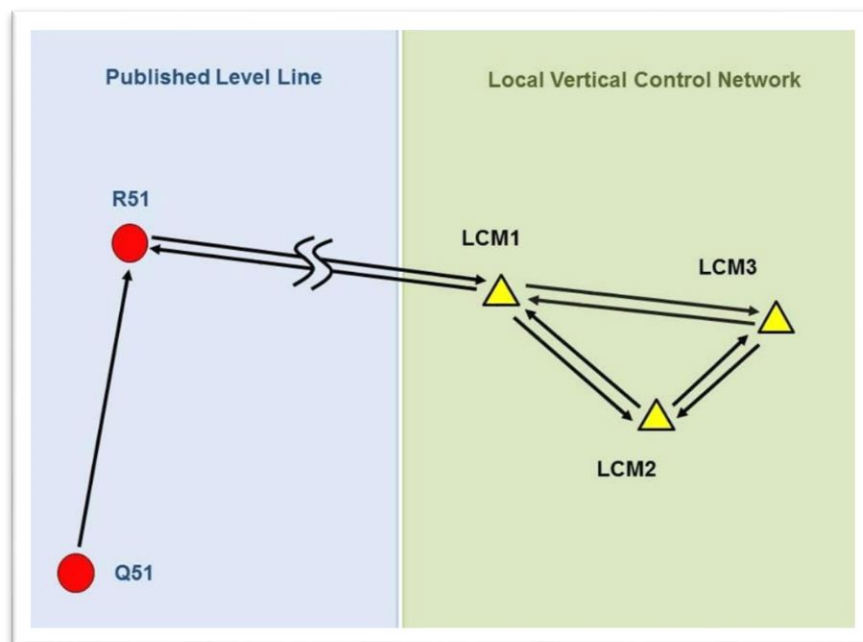 Published Level Line
Local Vertical Control Network
R51
LCM1
LCM3
LCM2
Q51